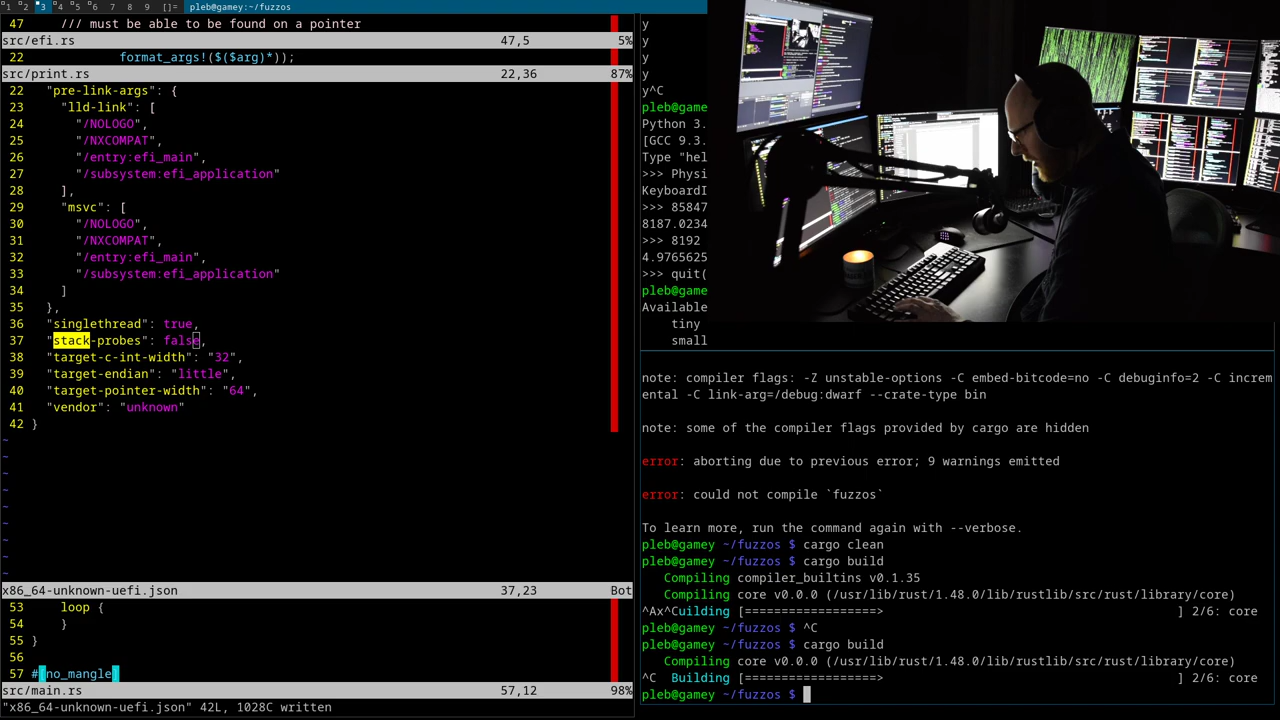 1 2 3 4 5 6 7 8 9 []= pleb@gamey:~/fuzzos
47 /// must be able to be found on a pointer
src/efi.rs 47,5 5%
22 format_args!($($arg)*));
src/print.rs 22,36 87%
22 "pre-link-args": {
23 "lld-link": [
24 "/NOLOGO",
25 "/NXCOMPAT",
26 "/entry:efi_main",
27 "/subsystem:efi_application"
28 ],
29 "msvc": [
30 "/NOLOGO",
31 "/NXCOMPAT",
32 "/entry:efi_main",
33 "/subsystem:efi_application"
34 ]
35 },
36 "singlethread": true,
37 "stack-probes": false,
38 "target-c-int-width": "32",
39 "target-endian": "little",
40 "target-pointer-width": "64",
41 "vendor": "unknown"
42 }
~
~
~
~
~
~
~
~
~
x86_64-unknown-uefi.json 37,23 Bot
53 loop {
54 }
55 }
56
57 #[no_mangle]
src/main.rs 57,12 98%
"x86_64-unknown-uefi.json" 42L, 1028C written
y
y
y
y
y^C
pleb@game
Python 3.
[GCC 9.3.
Type "hel
>>> Physi
KeyboardI
>>> 85847
8187.0234
>>> 8192
4.9765625
>>> quit(
pleb@game
Available
tiny
small
note: compiler flags: -Z unstable-options -C embed-bitcode=no -C debuginfo=2 -C increm
ental -C link-arg=/debug:dwarf --crate-type bin
note: some of the compiler flags provided by cargo are hidden
error: aborting due to previous error; 9 warnings emitted
error: could not compile `fuzzos`
To learn more, run the command again with --verbose.
pleb@gamey ~/fuzzos $ cargo clean
pleb@gamey ~/fuzzos $ cargo build
Compiling compiler_builtins v0.1.35
Compiling core v0.0.0 (/usr/lib/rust/1.48.0/lib/rustlib/src/rust/library/core)
^Ax^Cuilding [==================> ] 2/6: core
pleb@gamey ~/fuzzos $ ^C
pleb@gamey ~/fuzzos $ cargo build
Compiling core v0.0.0 (/usr/lib/rust/1.48.0/lib/rustlib/src/rust/library/core)
^C Building [==================> ] 2/6: core
pleb@gamey ~/fuzzos $